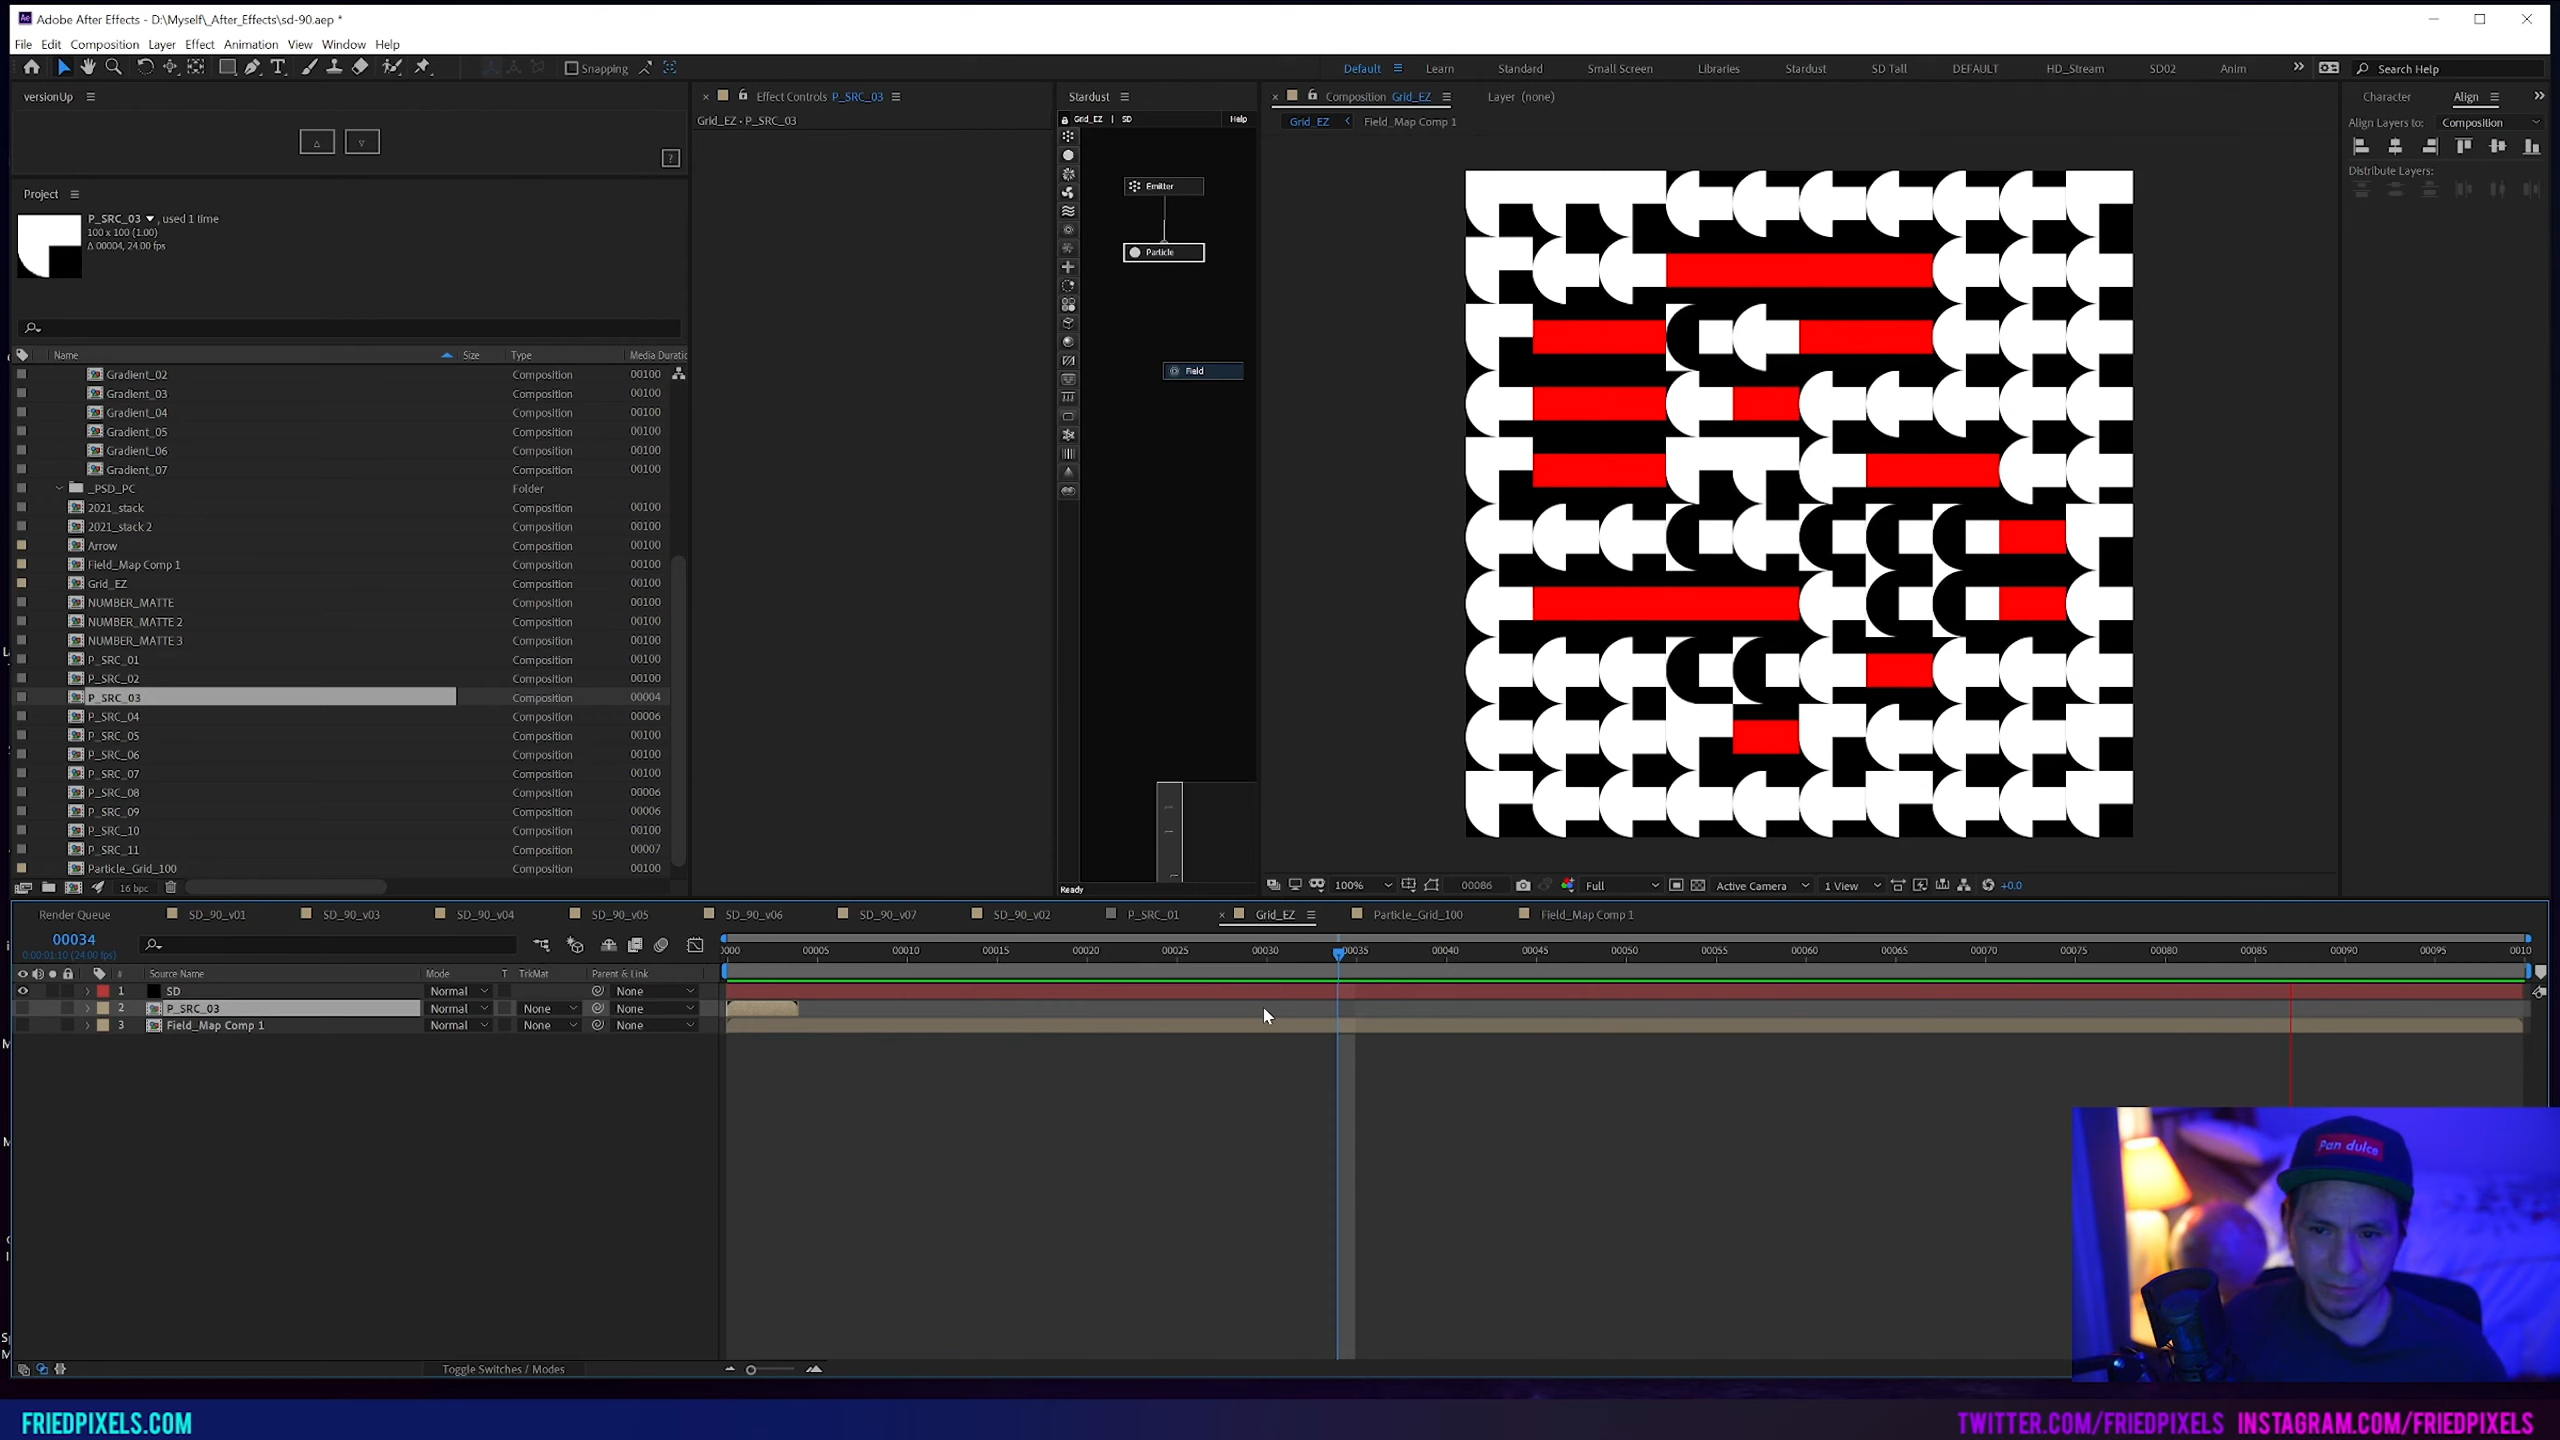 Adobe After Effects - D:\Myself\_After_Effects\sd-90.aep *
File Edit Composition Layer Effect Animation View Window Help
Snapping
Default Learn Standard Small Screen Libraries Stardust SD Tall DEFAULT HD_Stream SD02 Anim Search Help
versionUp
Effect Controls P_SRC_03
Grid_EZ • P_SRC_03
Stardust
Grid_EZ | SD Help
Emitter
Particle
Field
Ready
Composition Grid_EZ
Layer (none)
Grid_EZ Field_Map Comp 1
Character Align
Align Layers to: Composition
Distribute Layers:
Project
P_SRC_03 , used 1 time
100 x 100 (1.00)
Δ 00004, 24.00 fps
Name Size Type Media Duratic
Gradient_02 Composition 00100
Gradient_03 Composition 00100
Gradient_04 Composition 00100
Gradient_05 Composition 00100
Gradient_06 Composition 00100
Gradient_07 Composition 00100
_PSD_PC Folder
2021_stack Composition 00100
2021_stack 2 Composition 00100
Arrow Composition 00100
Field_Map Comp 1 Composition 00100
Grid_EZ Composition 00100
NUMBER_MATTE Composition 00100
NUMBER_MATTE 2 Composition 00100
NUMBER_MATTE 3 Composition 00100
P_SRC_01 Composition 00100
P_SRC_02 Composition 00100
P_SRC_03 Composition 00004
P_SRC_04 Composition 00006
P_SRC_05 Composition 00100
P_SRC_06 Composition 00100
P_SRC_07 Composition 00100
P_SRC_08 Composition 00006
P_SRC_09 Composition 00006
P_SRC_10 Composition 00100
P_SRC_11 Composition 00007
Particle_Grid_100 Composition 00100
16 bpc
100% 00086 Full Active Camera 1 View +0.0
Render Queue SD_90_v01 SD_90_v03 SD_90_v04 SD_90_v05 SD_90_v06 SD_90_v07 SD_90_v02 P_SRC_01 Grid_EZ Particle_Grid_100 Field_Map Comp 1
00034
0:00:01:10 (24.00 fps)
0000 00005 00010 00015 00020 00025 00030 00035 00040 00045 00050 00055 00060 00065 00070 00075 00080 00085 00090 00095 0010
# Source Name Mode T TrkMat Parent & Link
1 SD Normal None
2 P_SRC_03 Normal None None
3 Field_Map Comp 1 Normal None None
Toggle Switches / Modes
Pan dulce
FRIEDPIXELS.COM
TWITTER.COM/FRIEDPIXELS INSTAGRAM.COM/FRIEDPIXELS